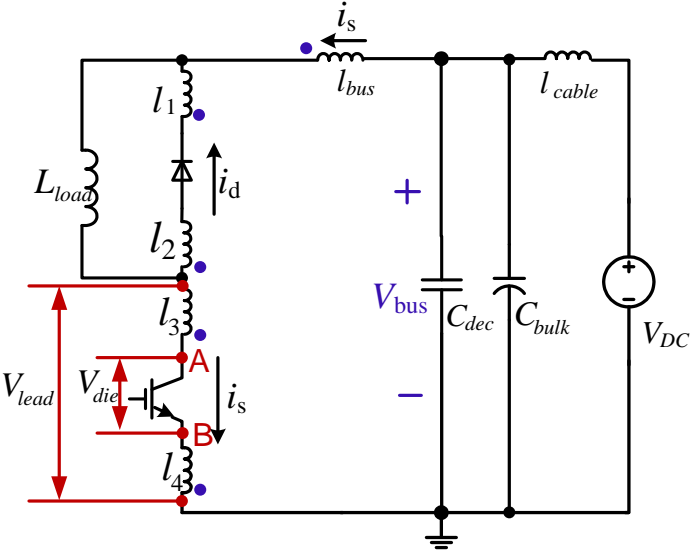 i_s
l_bus
l_cable
l_1
L_load
i_d
l_2
+
V_bus
C_dec
C_bulk
+
−
V_DC
l_3
A
V_lead
V_die
i_s
−
B
l_4